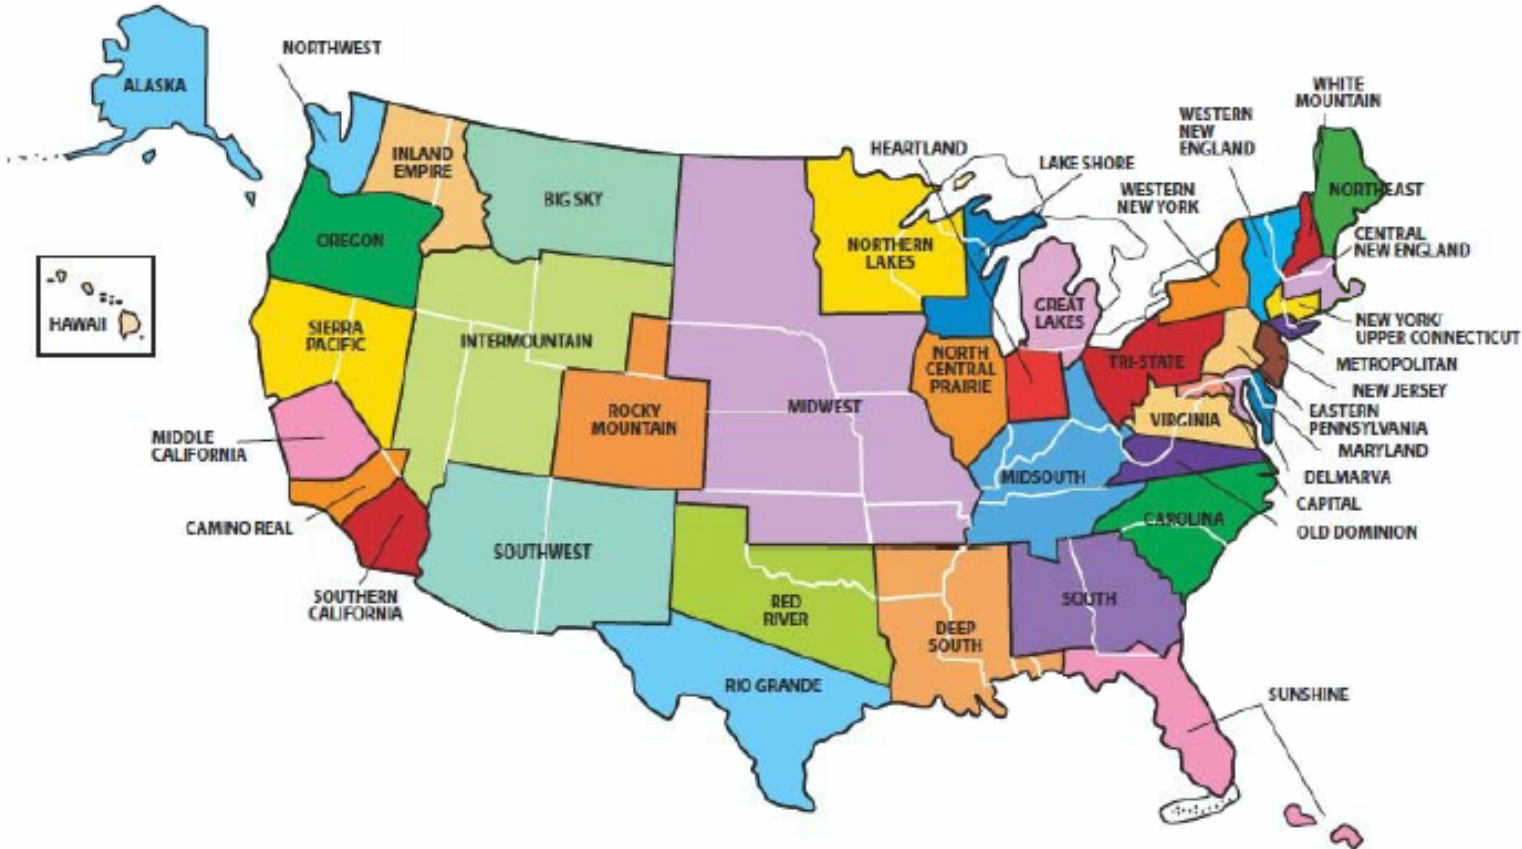 ALASKA
NORTHWEST
WHITE
MOUNTAIN
WESTERN
NEW
ENGLAND
HEARTLAND
LAKE SHORE
WESTERN
NEW YORK
INLAND
EMPIRE
BIG SKY
NORTHEAST
OREGON
NORTHERN
LAKES
CENTRAL
NEW ENGLAND
HAWAII
SIERRA
PACIFIC
INTERMOUNTAIN
GREAT
LAKES
NEW YORK/
UPPER CONNECTICUT
NORTH
CENTRAL
PRAIRIE
TRI-STATE
METROPOLITAN
NEW JERSEY
ROCKY
MOUNTAIN
MIDWEST
VIRGINIA
EASTERN
PENNSYLVANIA
MIDDLE
CALIFORNIA
MARYLAND
MIDSOUTH
DELMARVA
CAPITAL
CAMINO REAL
CAROLINA
OLD DOMINION
SOUTHWEST
SOUTHERN
CALIFORNIA
RED
RIVER
SOUTH
DEEP
SOUTH
RIO GRANDE
SUNSHINE